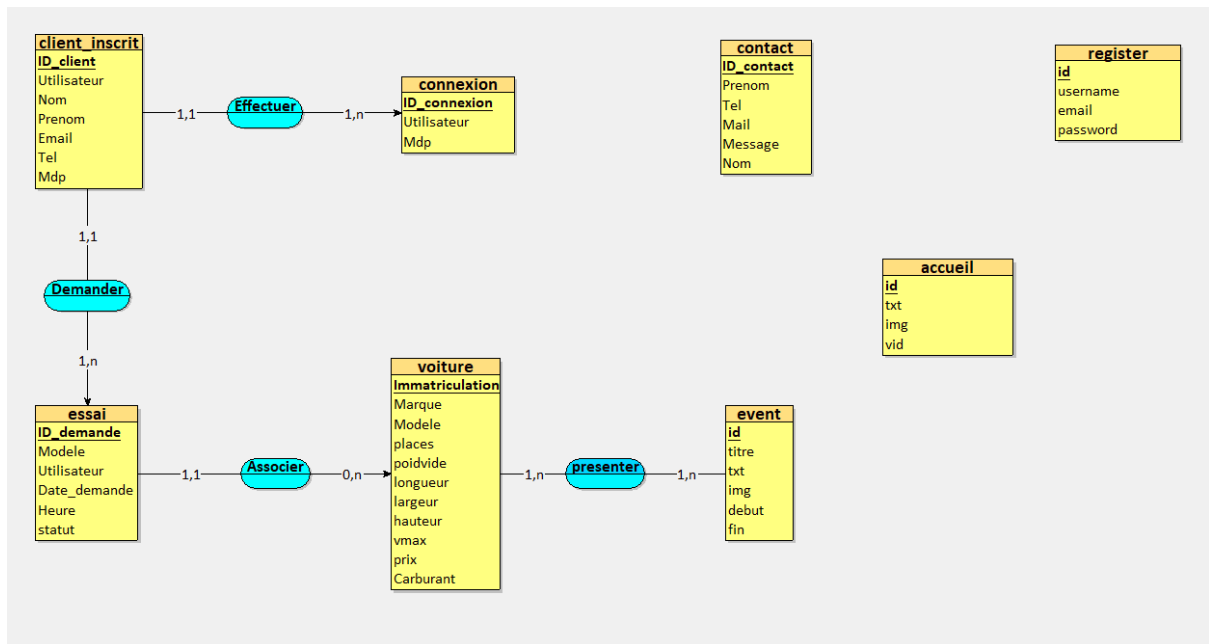 client_inscrit
ID_client
Utilisateur
Nom
Prenom
Email
Tel
Mdp
1,1
Effectuer
1,n
connexion
ID_connexion
Utilisateur
Mdp
contact
ID_contact
Prenom
Tel
Mail
Message
Nom
register
id
username
email
password
1,1
Demander
1,n
accueil
id
txt
img
vid
essai
ID_demande
Modele
Utilisateur
Date_demande
Heure
statut
1,1
Associer
0,n
voiture
Immatriculation
Marque
Modele
places
poidvide
longueur
largeur
hauteur
vmax
prix
Carburant
1,n
presenter
1,n
event
id
titre
txt
img
debut
fin